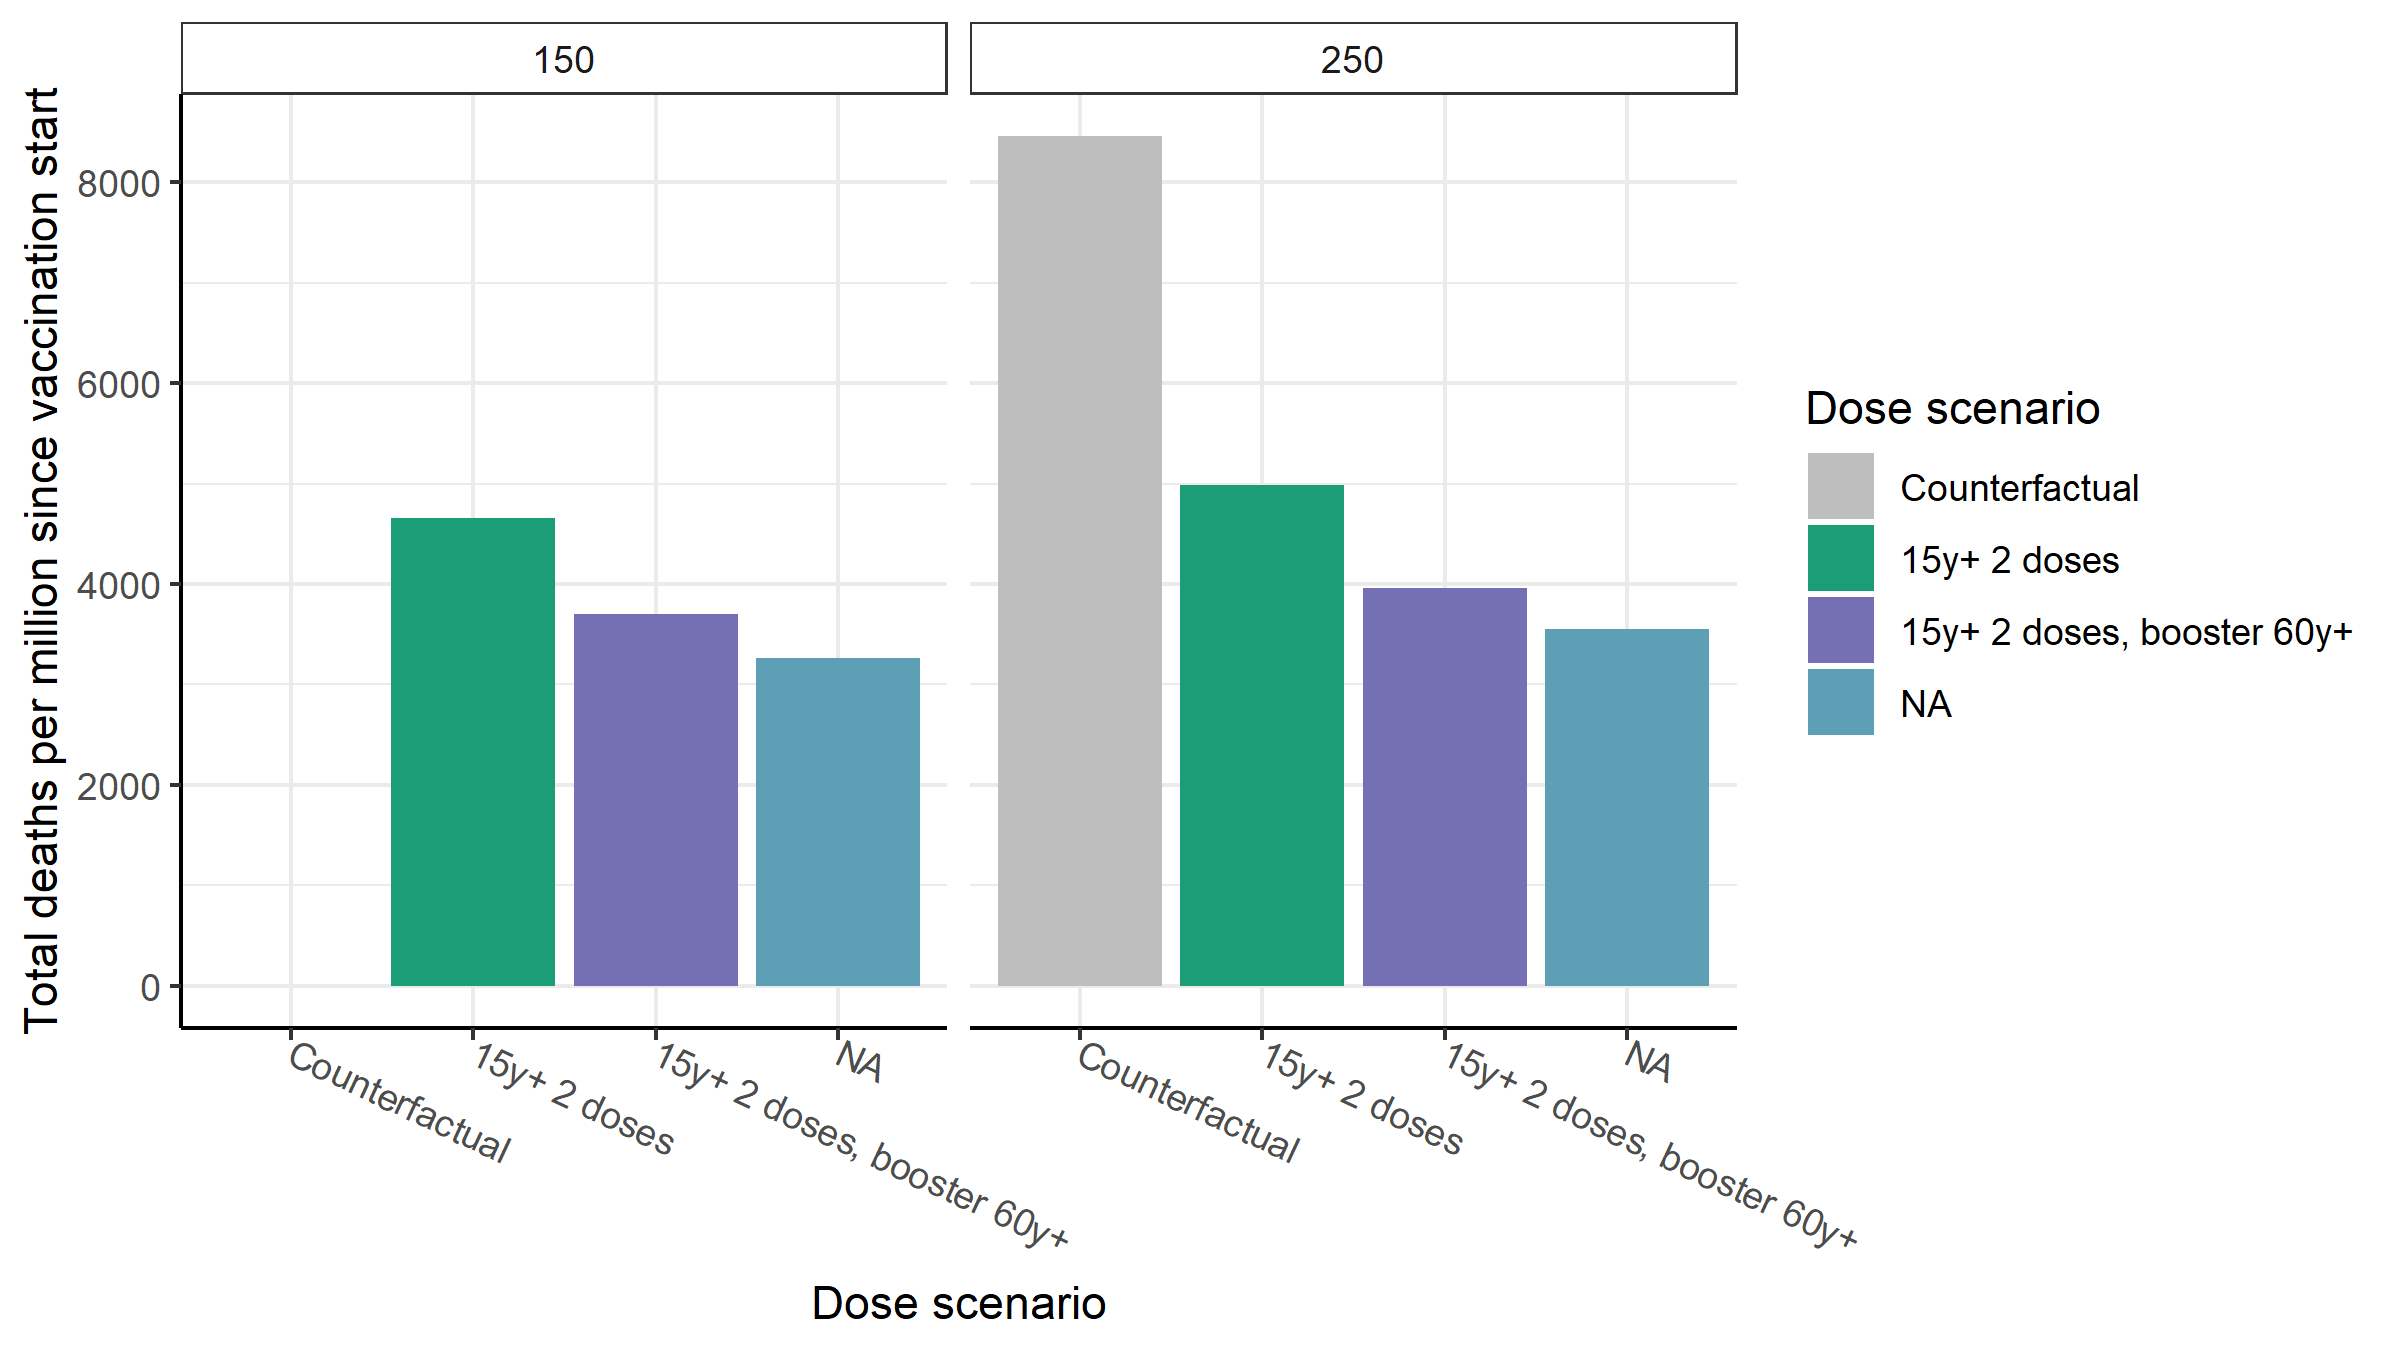 150
250
Total deaths per million since vaccination start
8000
6000
4000
2000
0
Counterfactual
15y+ 2 doses
15y+ 2 doses, booster 60y+
NA
Counterfactual
15y+ 2 doses
15y+ 2 doses, booster 60y+
NA
Dose scenario
Dose scenario
Counterfactual
15y+ 2 doses
15y+ 2 doses, booster 60y+
NA